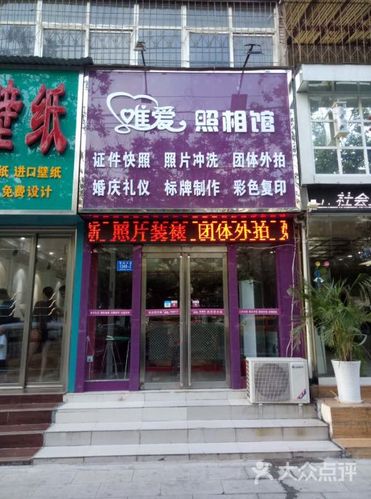 唯爱 照相馆
证件快照 照片冲洗 团体外拍
婚庆礼仪 标牌制作 彩色复印
照片装裱 团体外拍
壁纸
纸 进口壁纸
免费设计
社会
大众点评